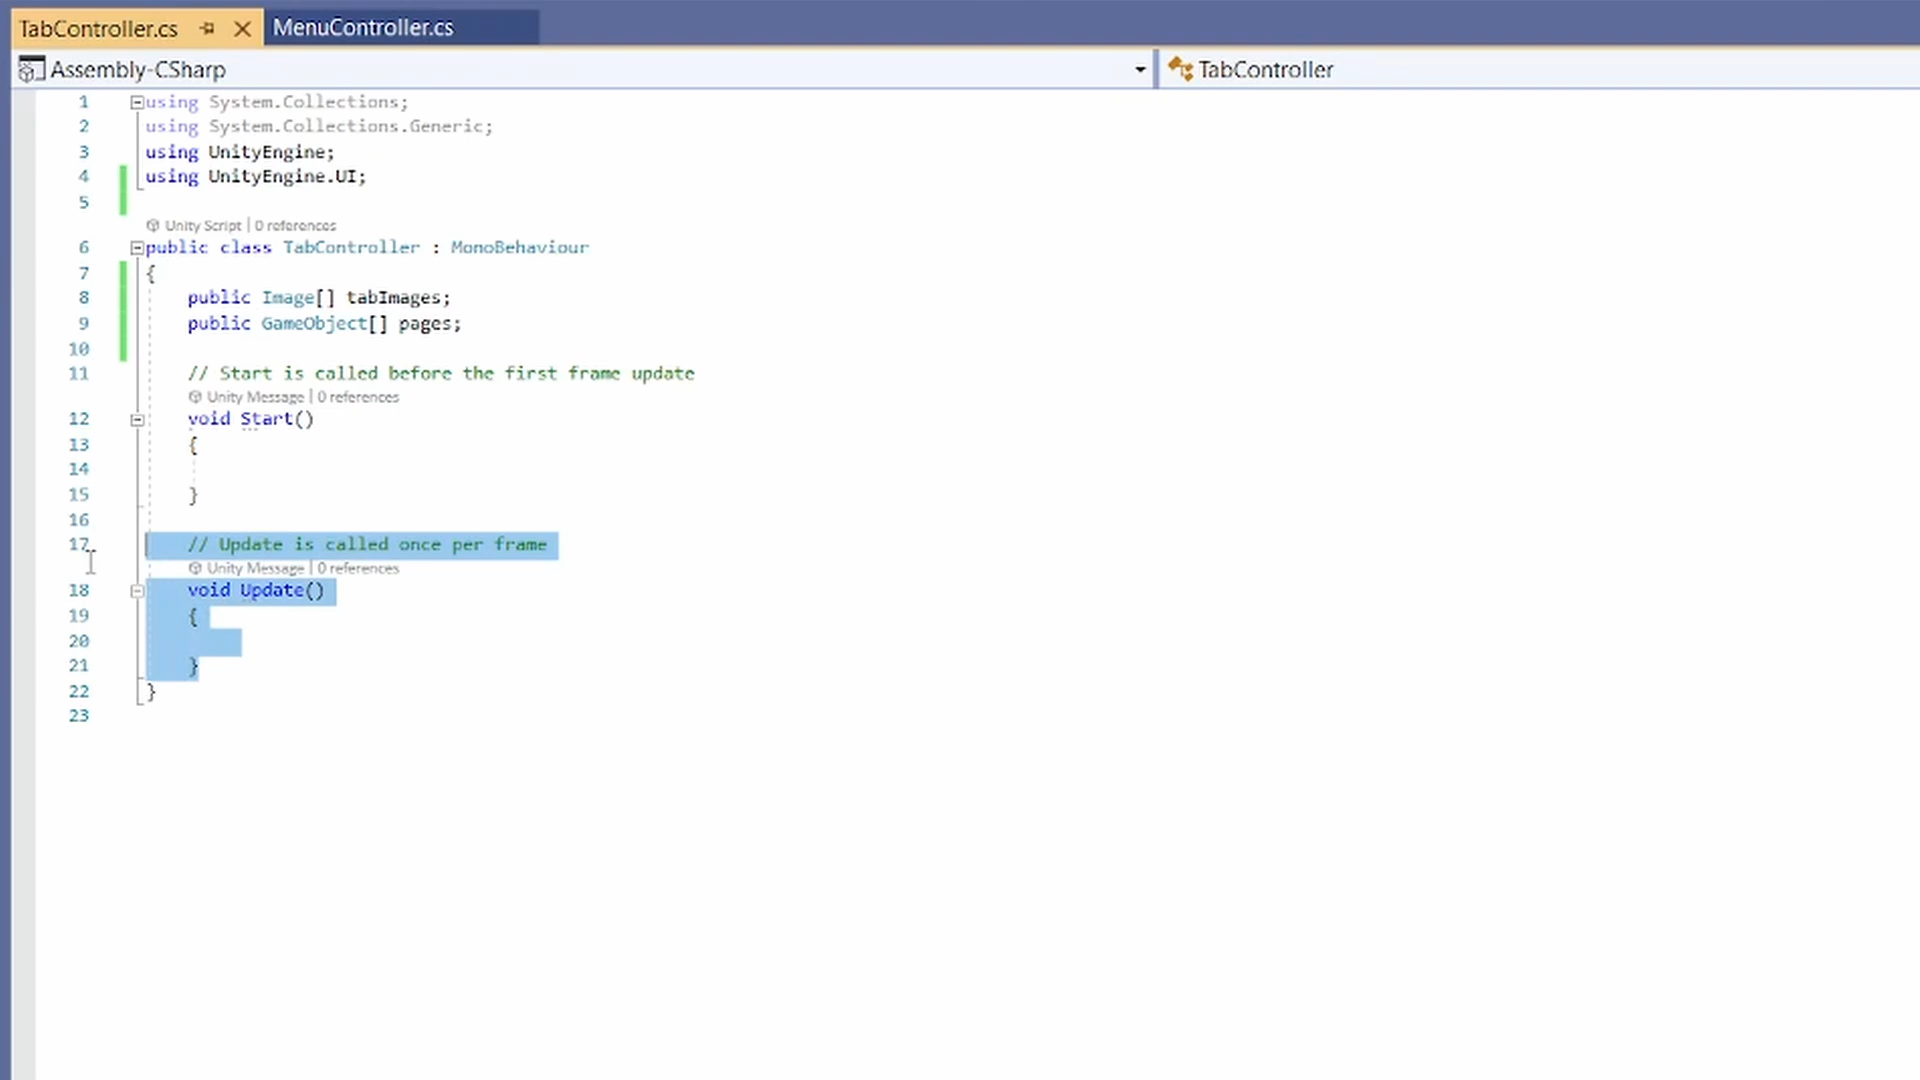 TabController.cs
MenuController.cs
Assembly-CSharp
TabController
1 using System.Collections;
2 using System.Collections.Generic;
3 using UnityEngine;
4 using UnityEngine.UI;
5
Unity Script | 0 references
6 public class TabController : MonoBehaviour
7 {
8 public Image[] tabImages;
9 public GameObject[] pages;
10
11 // Start is called before the first frame update
Unity Message | 0 references
12 void Start()
13 {
14
15 }
16
17 // Update is called once per frame
Unity Message | 0 references
18 void Update()
19 {
20
21 }
22 }
23